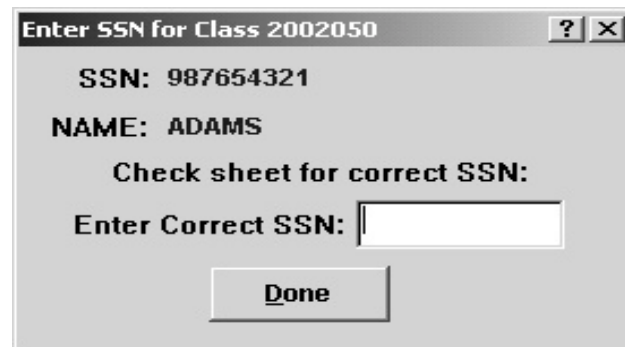 Enter SSN for Class 2002050
SSN: 987654321
NAME: ADAMS
Check sheet for correct SSN:
Enter Correct SSN:
Done